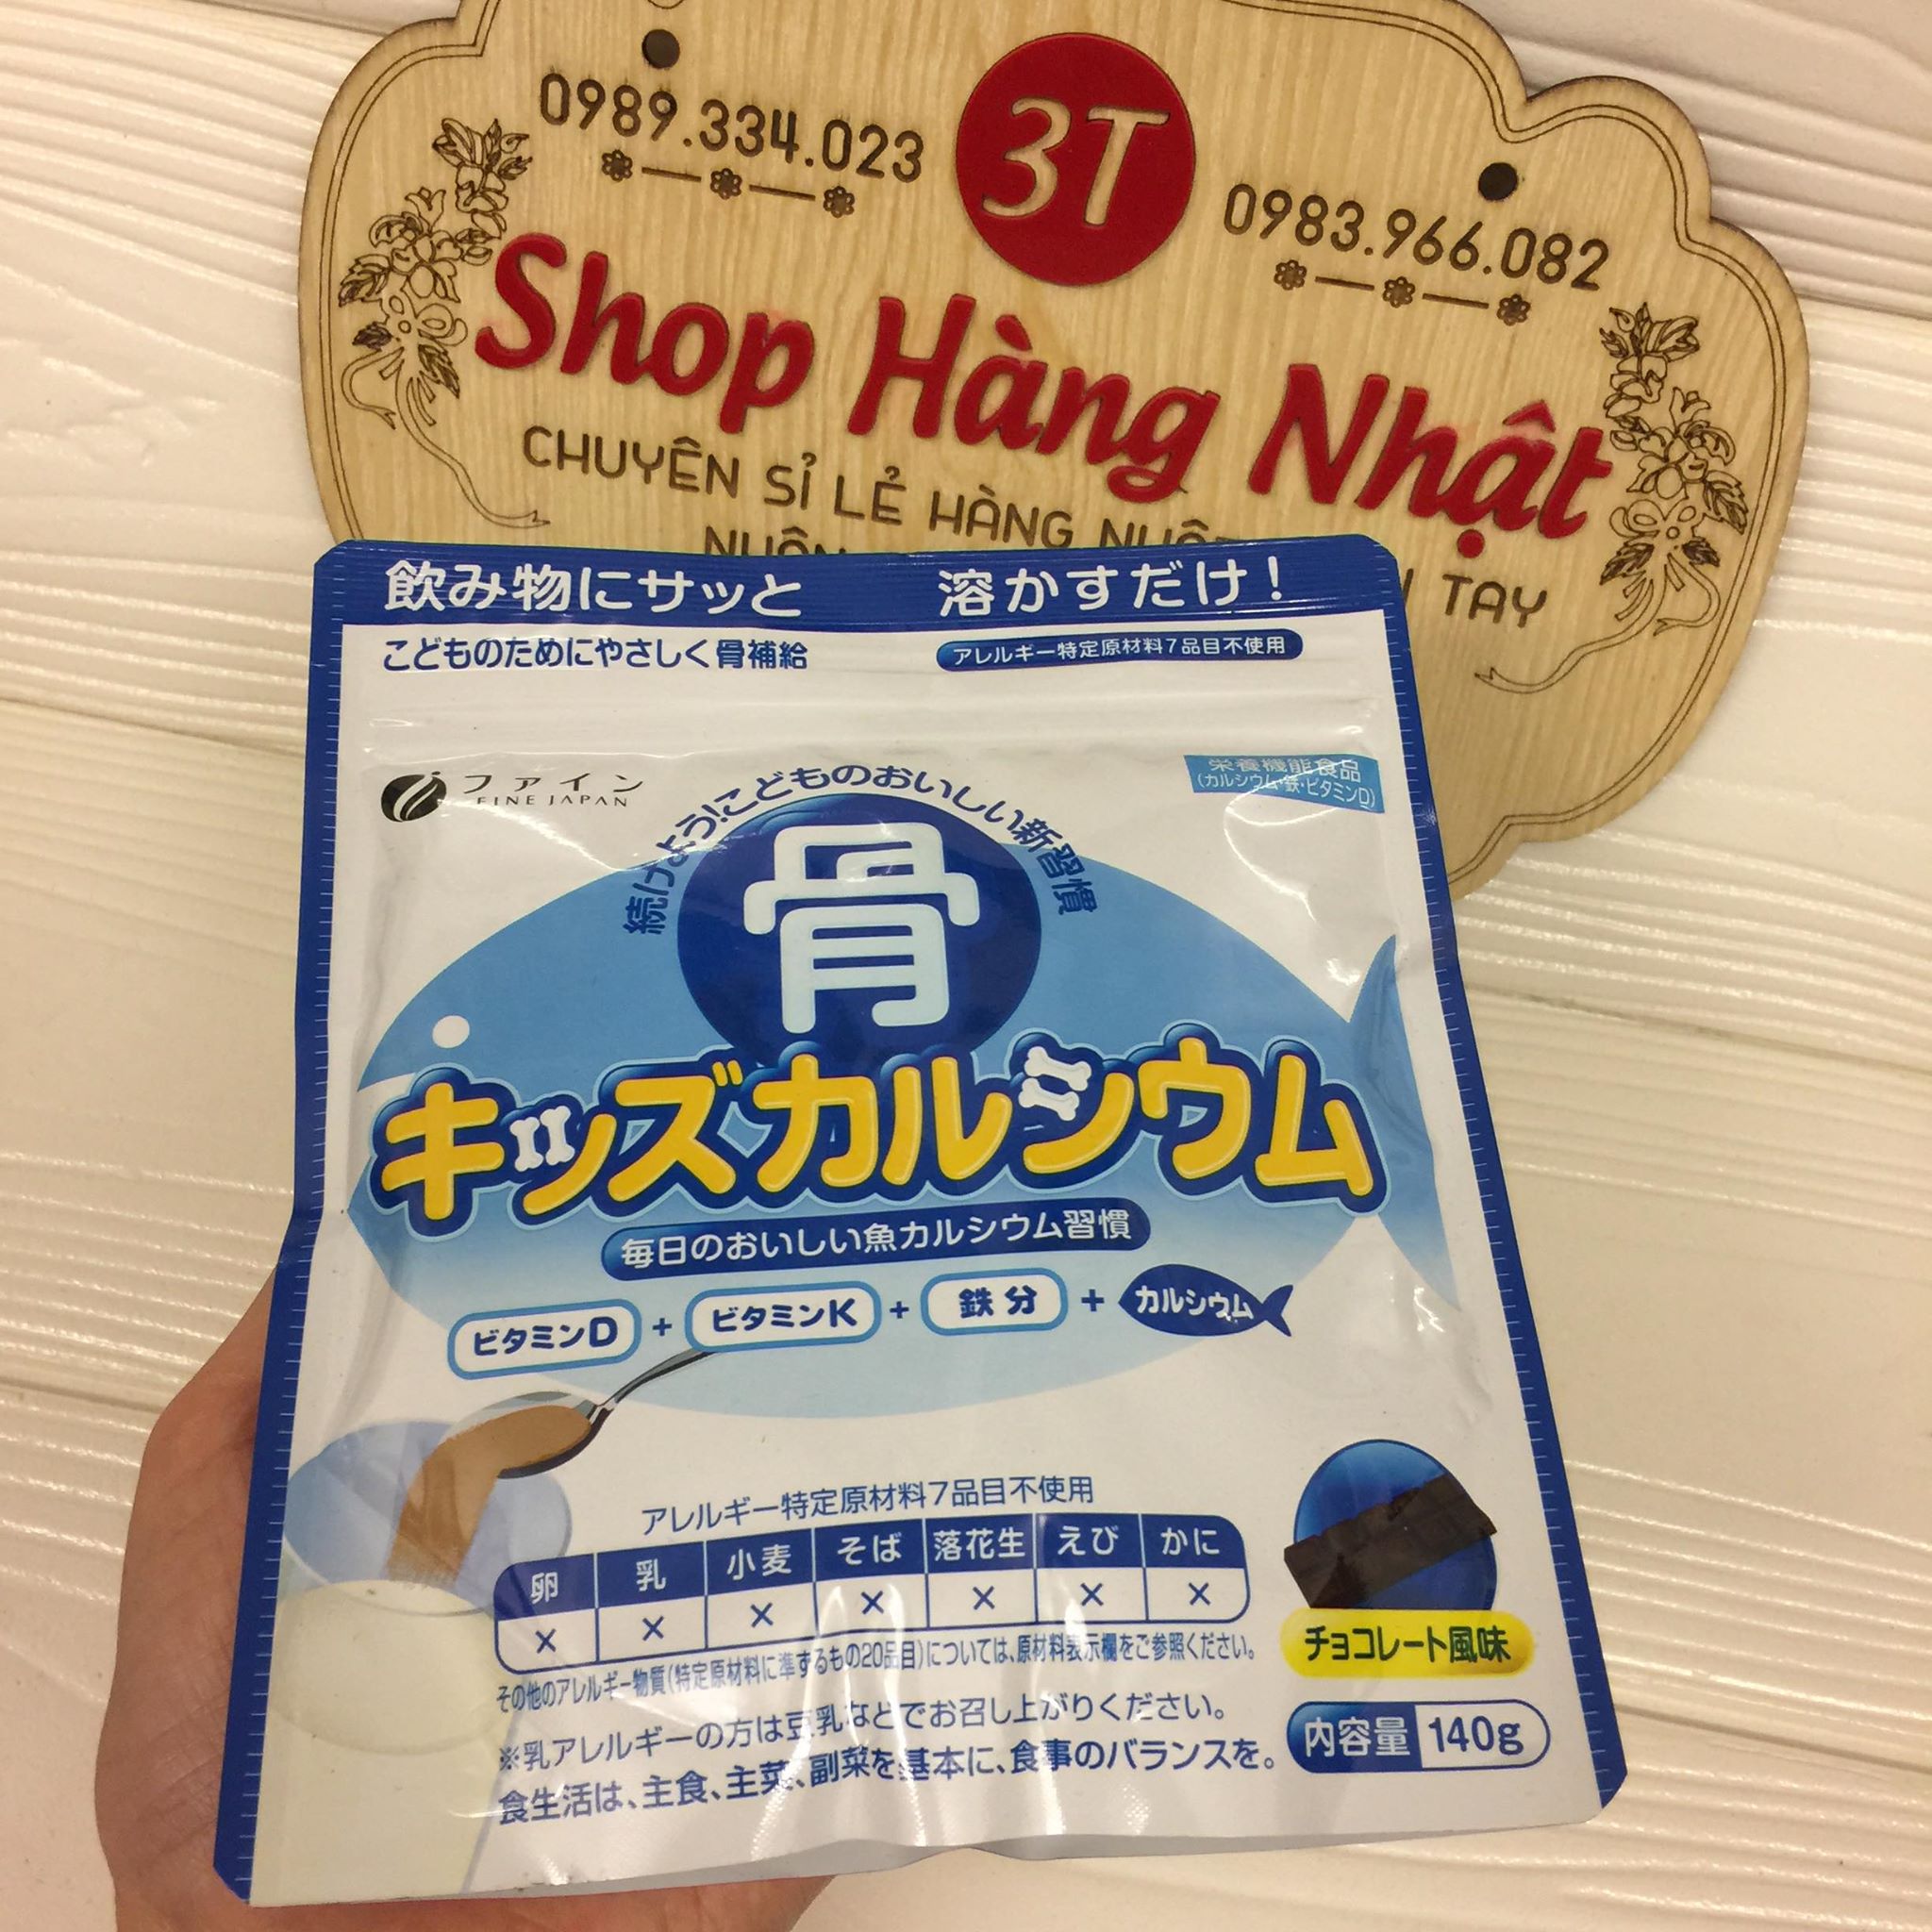 0989.334.023
3T
0983.966.082
Shop Hàng Nhật
CHUYÊN SỈ LẺ HÀNG
TAY
飲み物にサッと 溶かすだけ!
こどものためにやさしく骨補給
アレルギー特定原材料7品目不使用
ファイン
FINE JAPAN
栄養機能食品
(カルシウム・鉄・ビタミンD)
続けよう!こどものおいしい新習慣
骨
キッズカルシウム
毎日のおいしい魚カルシウム習慣
ビタミンD + ビタミンK + 鉄分 + カルシウム
アレルギー特定原材料7品目不使用
卵 乳 小麦 そば 落花生 えび かに
× × × × × × ×
その他のアレルギー物質(特定原材料に準ずるもの20品目)については、原材料表示欄をご参照ください。
※乳アレルギーの方は豆乳などでお召し上がりください。
食生活は、主食、主菜、副菜を基本に、食事のバランスを。
チョコレート風味
内容量 140g